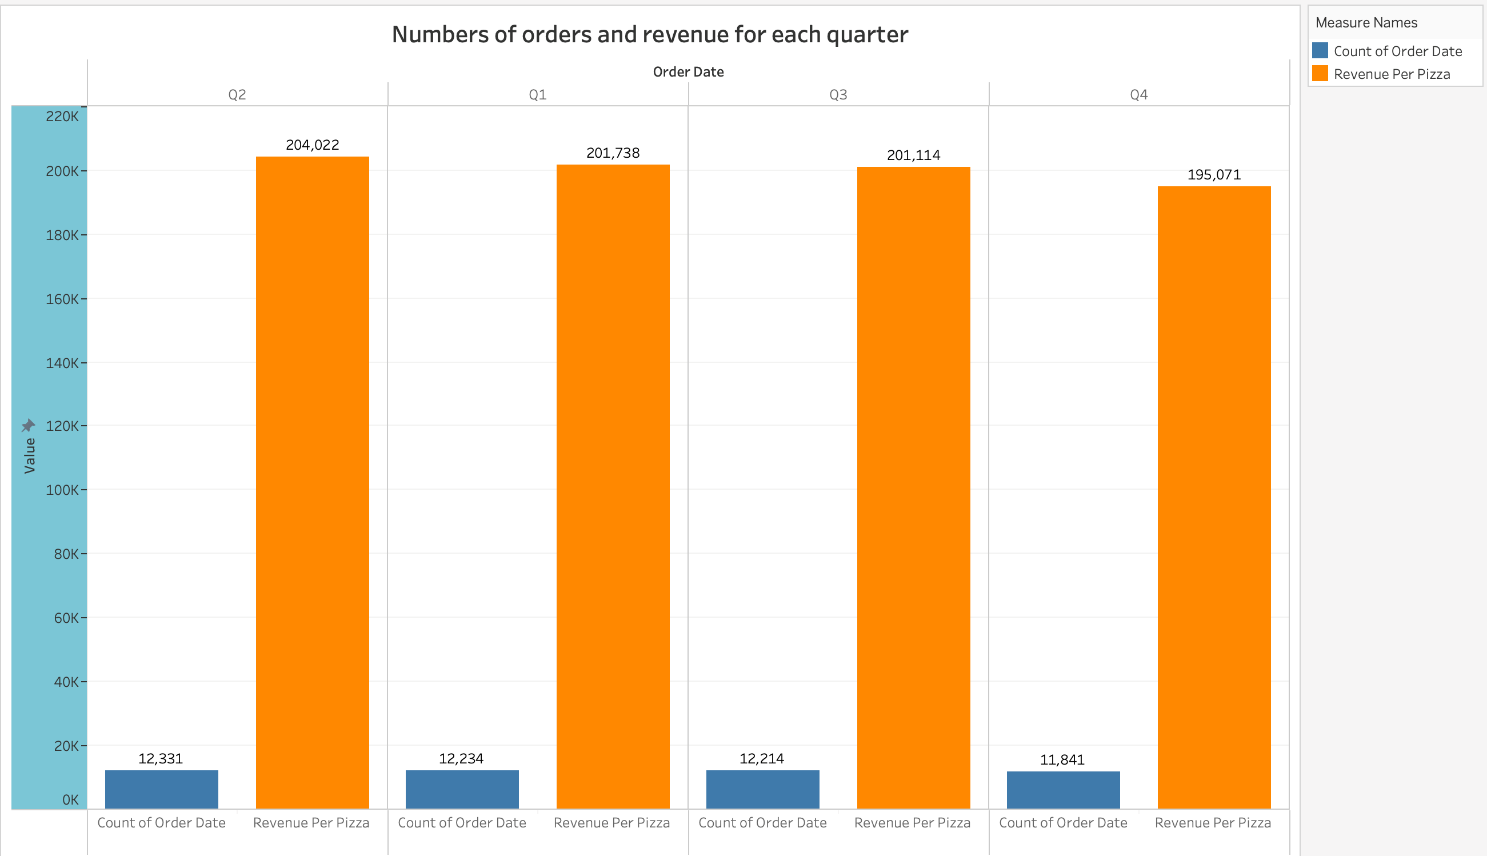 Numbers of orders and revenue for each quarter
Order Date
Q2 Q1 Q3 Q4
220K
200K
180K
160K
140K
120K
100K
80K
60K
40K
20K
0K
Value
204,022
201,738
201,114
195,071
12,331
12,234
12,214
11,841
Count of Order Date Revenue Per Pizza Count of Order Date Revenue Per Pizza Count of Order Date Revenue Per Pizza Count of Order Date Revenue Per Pizza
Measure Names
Count of Order Date
Revenue Per Pizza